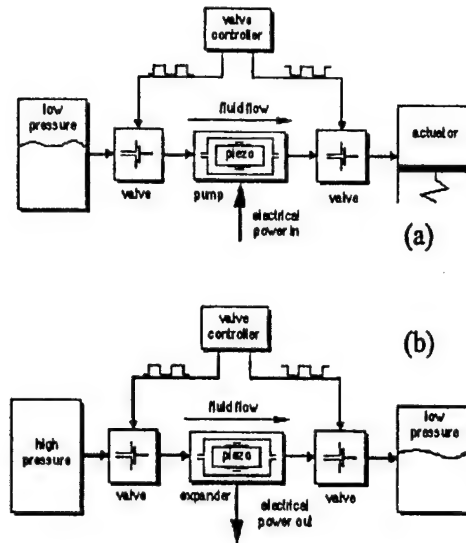 valve
controller
low
pressure
fluid flow
actuator
piezo
valve
pump
valve
electrical
power in
(a)
(b)
valve
controller
fluid flow
low
pressure
high
pressure
piezo
valve
expander
valve
electrical
power out